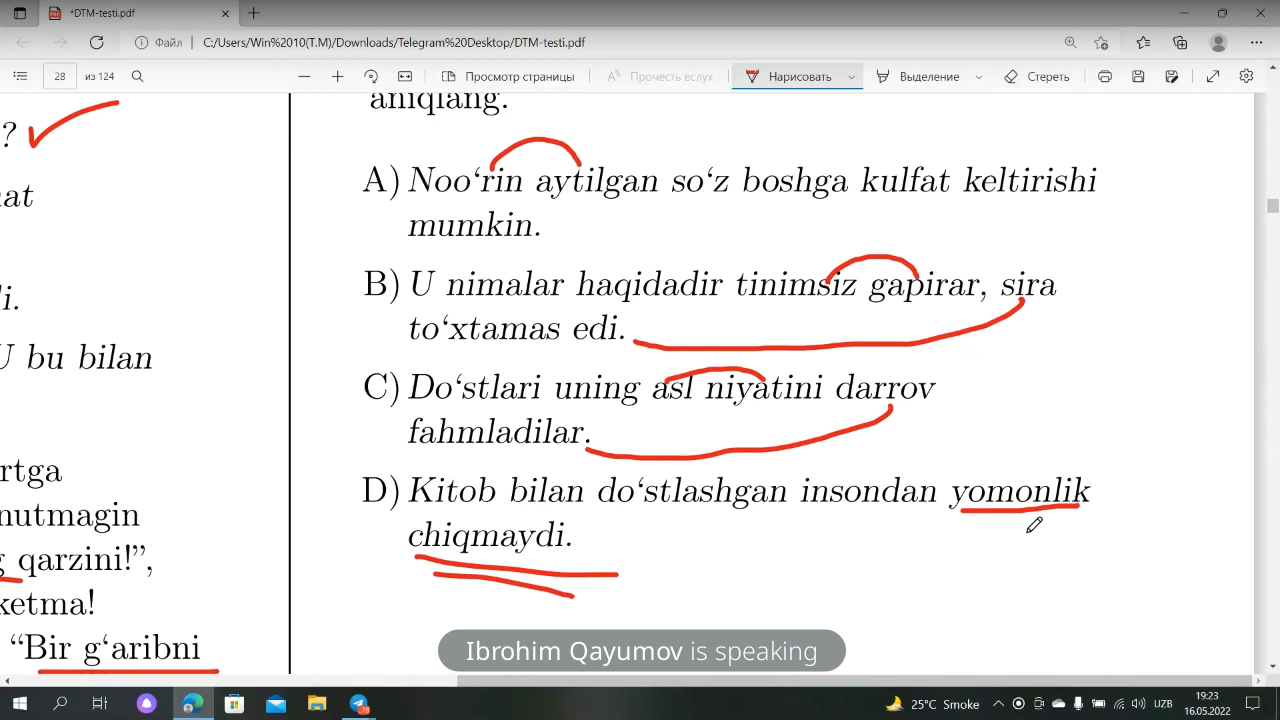 *DTM-testi.pdf
Файл
C:/Users/Win%2010(T.M)/Downloads/Telegram%20Desktop/DTM-testi.pdf
28 из 124
Просмотр страницы
Прочесть вслух
Нарисовать
Выделение
Стереть
?
hat
li.
U bu bilan
rtga
nutmagin
g qarzini!”,
ketma!
“Bir g‘aribni
aniqlang.
A) Noo‘rin aytilgan so‘z boshga kulfat keltirishi
mumkin.
B) U nimalar haqidadir tinimsiz gapirar, sira
to‘xtamas edi.
C) Do‘stlari uning asl niyatini darrov
fahmladilar.
D) Kitob bilan do‘stlashgan insondan yomonlik
chiqmaydi.
Ibrohim Qayumov is speaking
25°C Smoke
UZB
19:23
16.05.2022